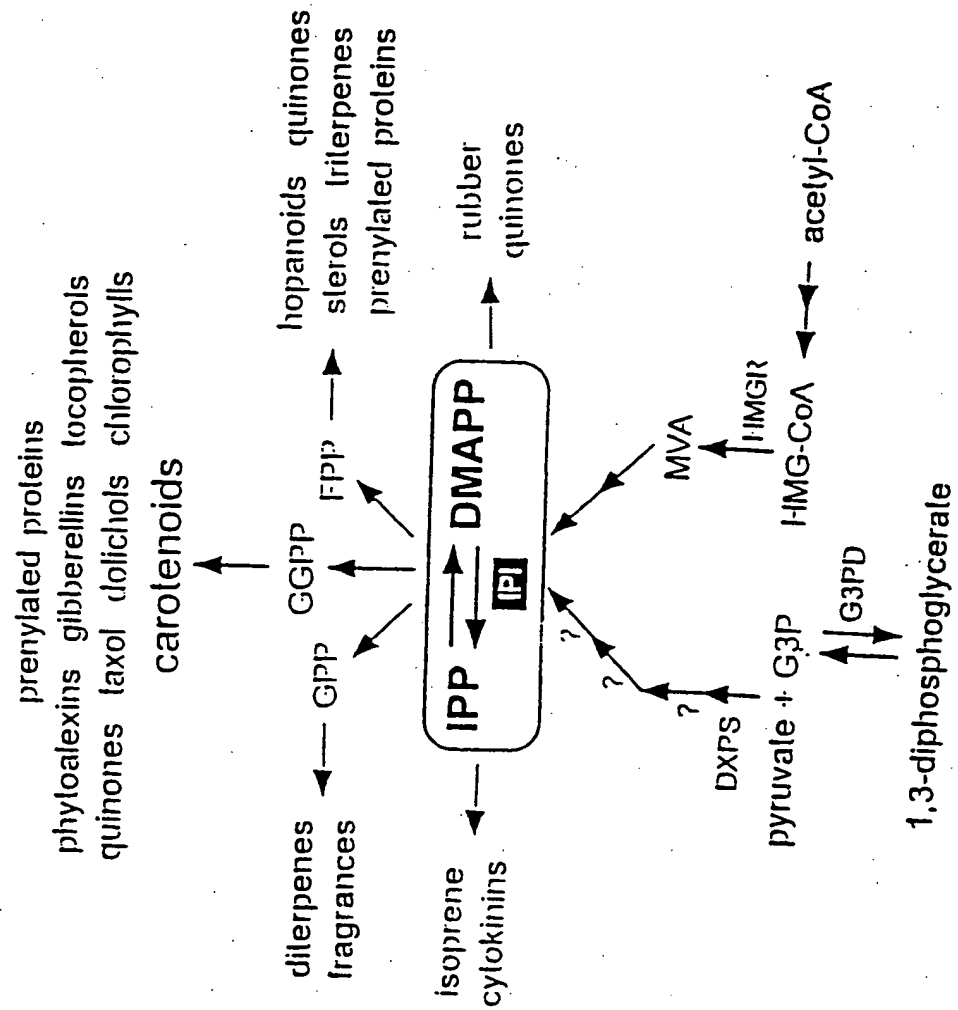 prenylated proteins
phytoalexins gibberellins tocopherols
quinones taxol dolichols chlorophylls
carotenoids
diterpenes
fragrances
GPP
GGPP
FPP
hopanoids quinones
sterols triterpenes
prenylated proteins
isoprene
cytokinins
IPP
DMAPP
IPI
rubber
quinones
?
?
?
DXPS
pyruvate + G3P
G3PD
1,3-diphosphoglycerate
MVA
HMGR
HMG-CoA
acetyl-CoA